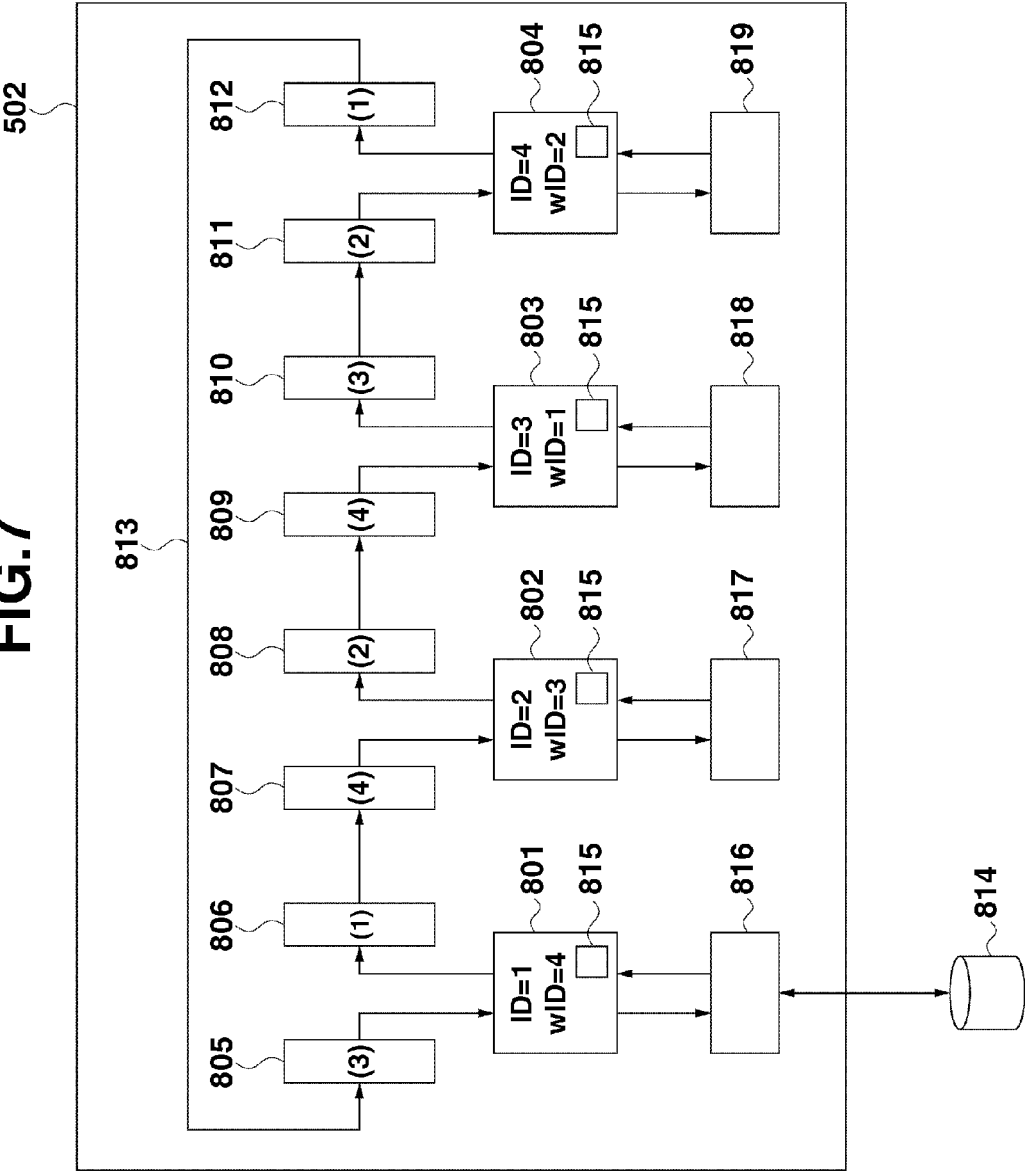 FIG.7
502
813
805 806 807 808 809 810 811 812
(3) (1) (4) (2) (4) (3) (2) (1)
ID=1 801 ID=2 802 ID=3 803 ID=4 804
wID=4 wID=3 wID=1 wID=2
815 815 815 815
816 817 818 819
814